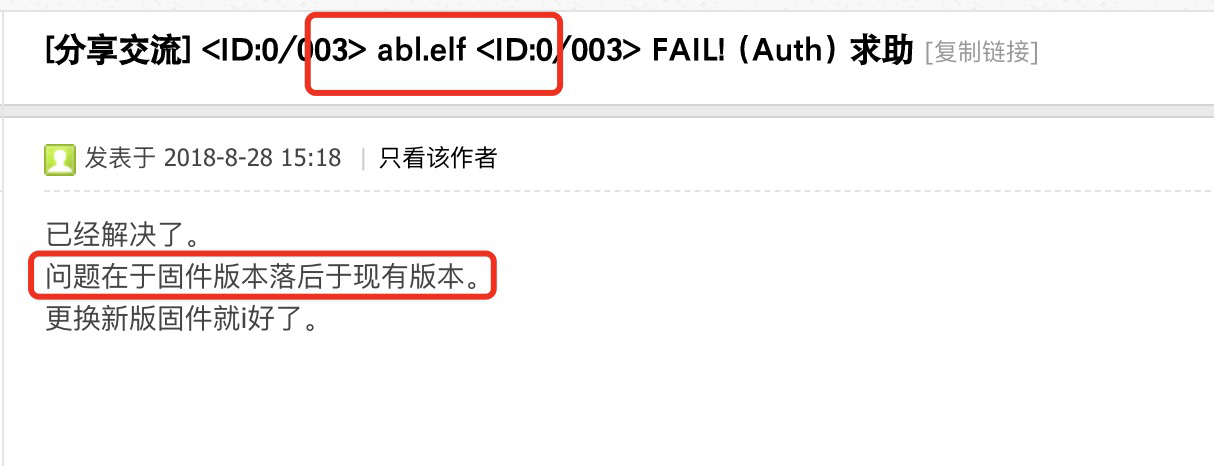 [分享交流] <ID:0/003> abl.elf <ID:0/003> FAIL!（Auth）求助 [复制链接]
发表于 2018-8-28 15:18 | 只看该作者
已经解决了。
问题在于固件版本落后于现有版本。
更换新版固件就i好了。